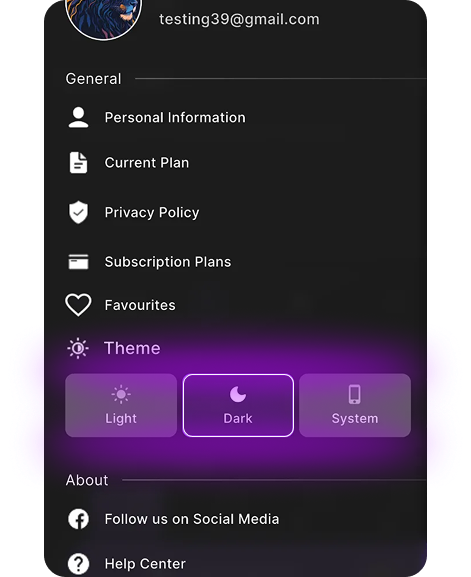 testing39@gmail.com
General
Personal Information
Current Plan
Privacy Policy
Subscription Plans
Favourites
Theme
Light Dark System
About
Follow us on Social Media
Help Center